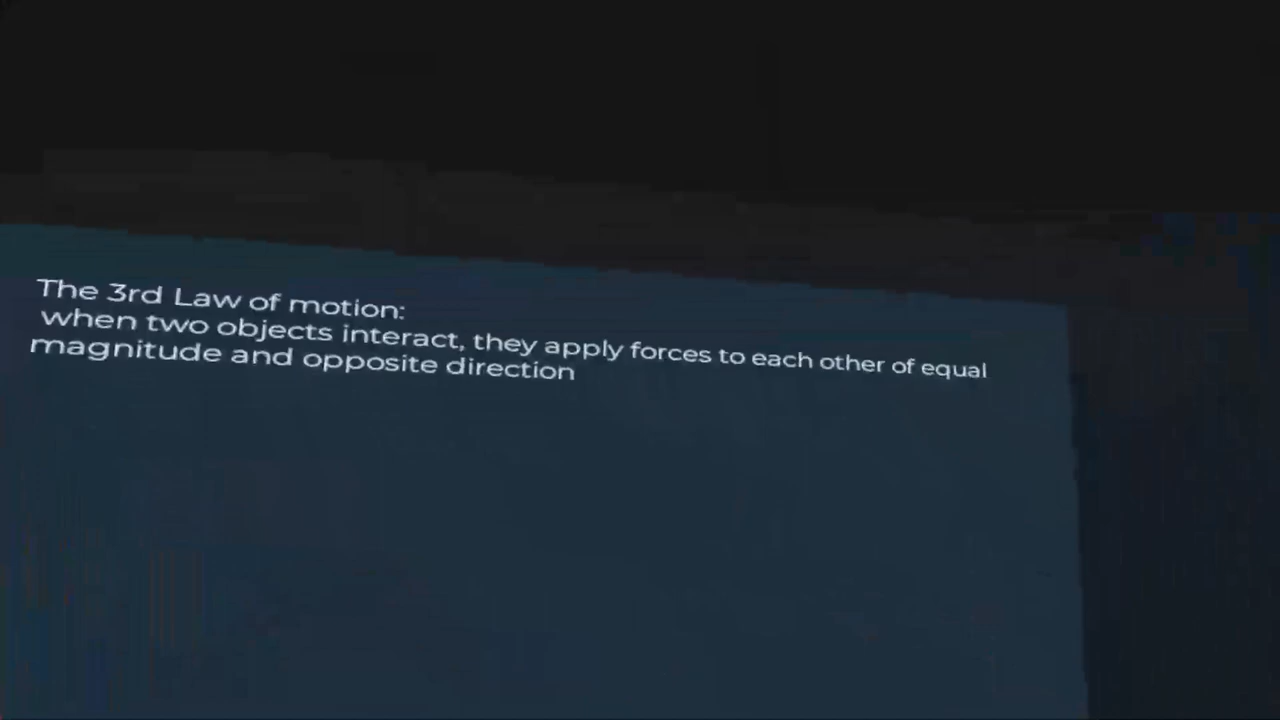 The 3rd Law of motion:
when two objects interact, they apply forces to each other of equal
magnitude and opposite direction